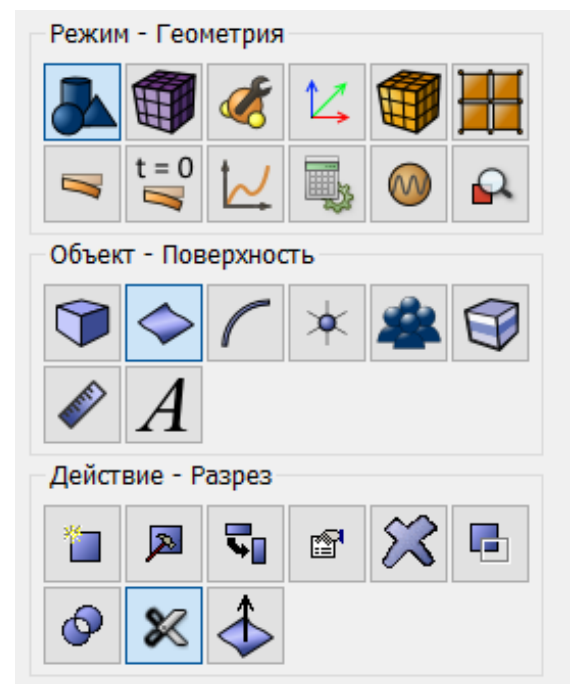 Режим - Геометрия
t = 0
Объект - Поверхность
A
Действие - Разрез